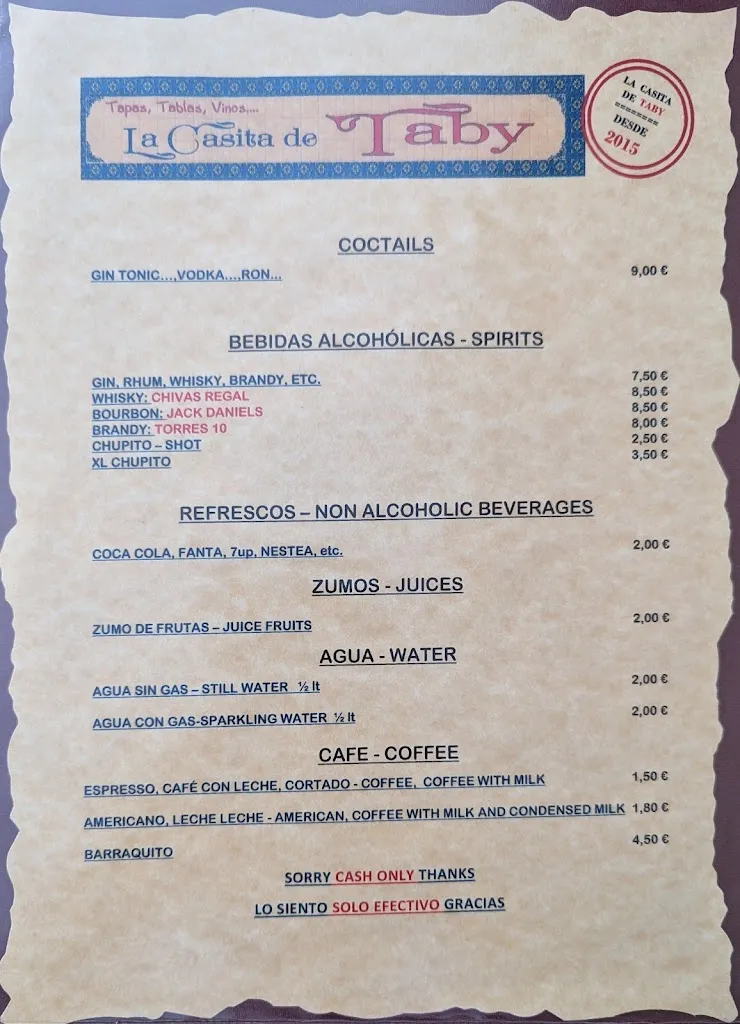 Tapas, Tablas, Vinos....
La Casita de Taby
LA CASITA
DE TABY
========
DESDE
2015
COCTAILS
GIN TONIC...,VODKA...,RON... 9,00 €
BEBIDAS ALCOHÓLICAS - SPIRITS
GIN, RHUM, WHISKY, BRANDY, ETC. 7,50 €
WHISKY: CHIVAS REGAL 8,50 €
BOURBON: JACK DANIELS 8,50 €
BRANDY: TORRES 10 8,00 €
CHUPITO – SHOT 2,50 €
XL CHUPITO 3,50 €
REFRESCOS – NON ALCOHOLIC BEVERAGES
COCA COLA, FANTA, 7up, NESTEA, etc. 2,00 €
ZUMOS - JUICES
ZUMO DE FRUTAS – JUICE FRUITS 2,00 €
AGUA - WATER
AGUA SIN GAS – STILL WATER ½ lt 2,00 €
AGUA CON GAS-SPARKLING WATER ½ lt 2,00 €
CAFE - COFFEE
ESPRESSO, CAFÉ CON LECHE, CORTADO - COFFEE, COFFEE WITH MILK 1,50 €
AMERICANO, LECHE LECHE - AMERICAN, COFFEE WITH MILK AND CONDENSED MILK 1,80 €
BARRAQUITO 4,50 €
SORRY CASH ONLY THANKS
LO SIENTO SOLO EFECTIVO GRACIAS